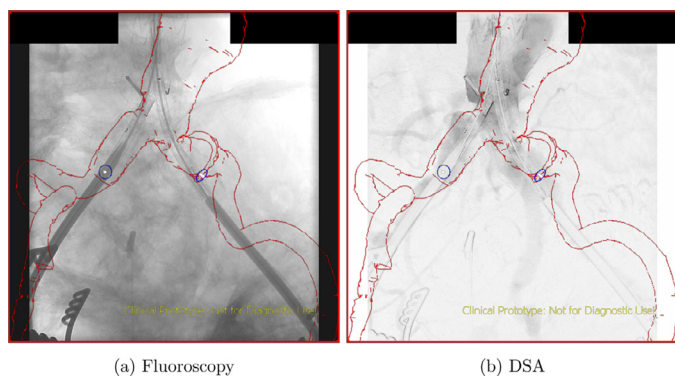 Clinical Prototype: Not for Diagnostic Use!
Clinical Prototype: Not for Diagnostic Use!
(a) Fluoroscopy
(b) DSA